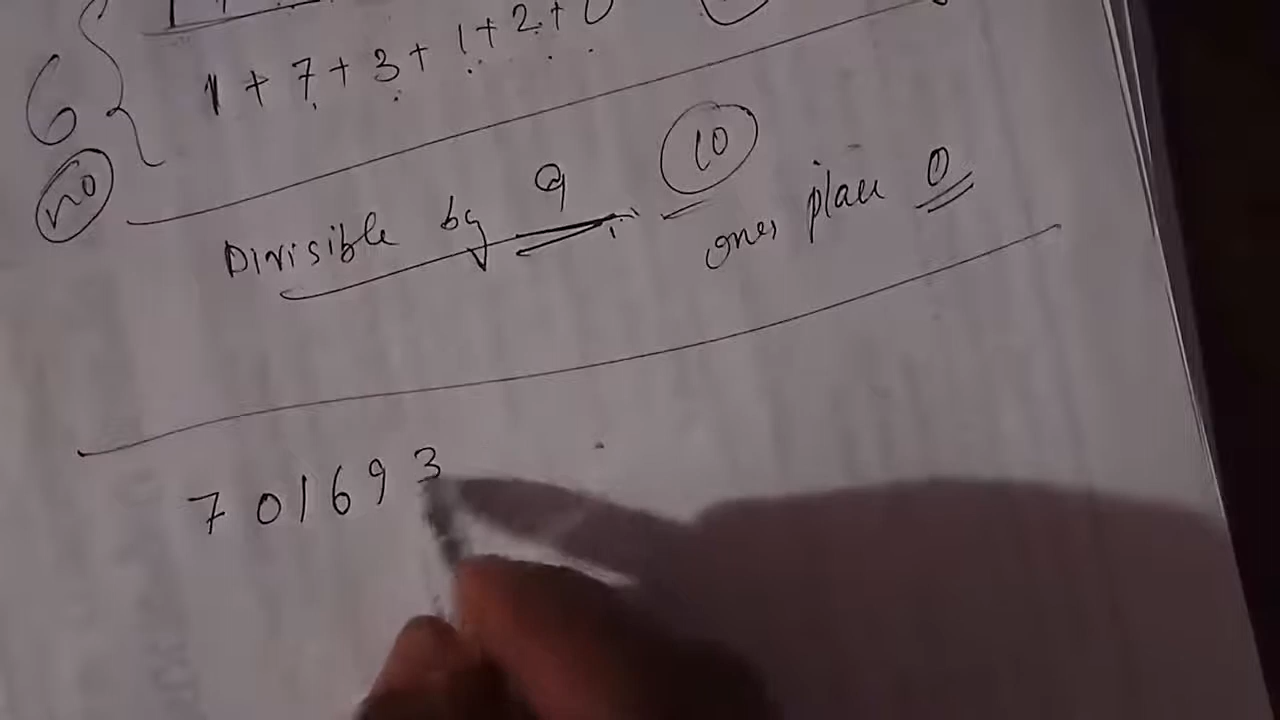 6 { 1 + 7 + 3 + 1 + 2 + 0
no
Divisible by 9 10
ones place 0
7 0 1 6 9 3